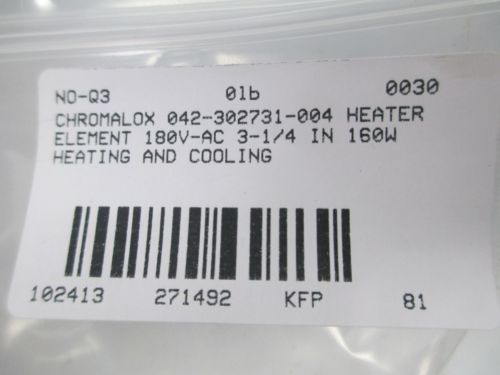 NO-Q3 01b 0030
CHROMALOX 042-302731-004 HEATER
ELEMENT 180V-AC 3-1/4 IN 160W
HEATING AND COOLING
102413 271492 KFP 81